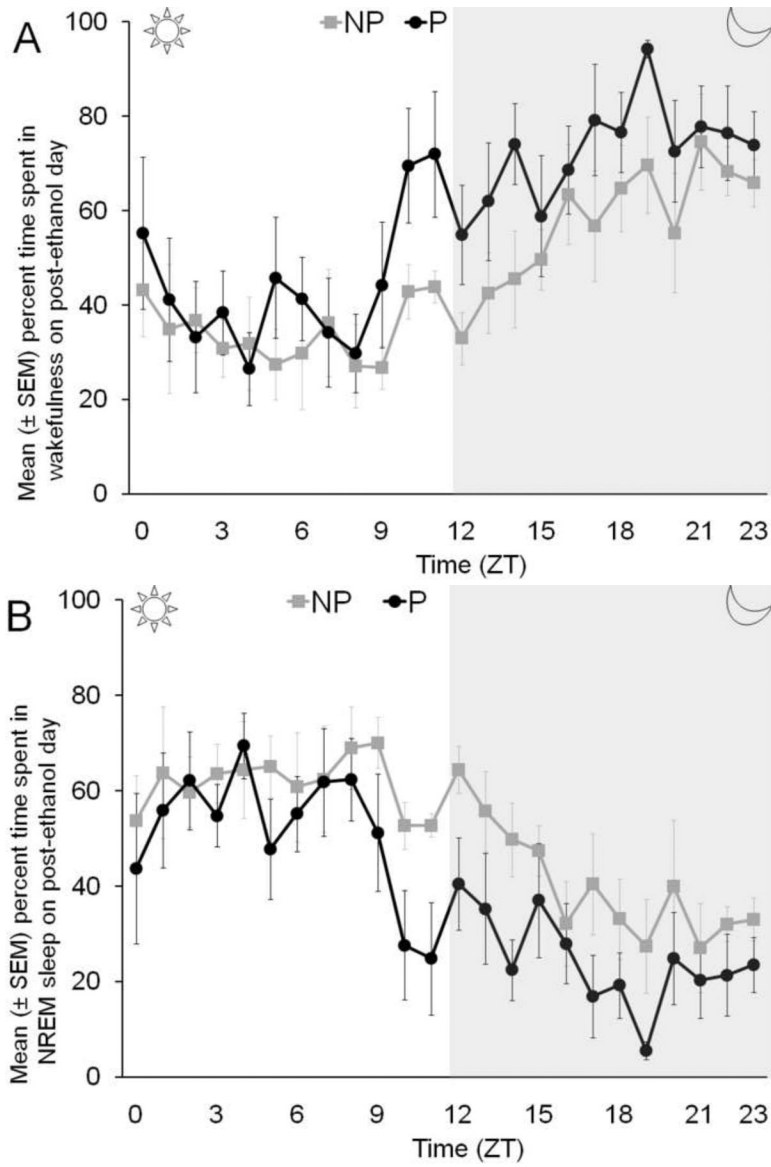 A
NP P
Mean (± SEM) percent time spent in
wakefulness on post-ethanol day
100
80
60
40
20
0
0 3 6 9 12 15 18 21 23
Time (ZT)
B
NP P
Mean (± SEM) percent time spent in
NREM sleep on post-ethanol day
100
80
60
40
20
0
0 3 6 9 12 15 18 21 23
Time (ZT)